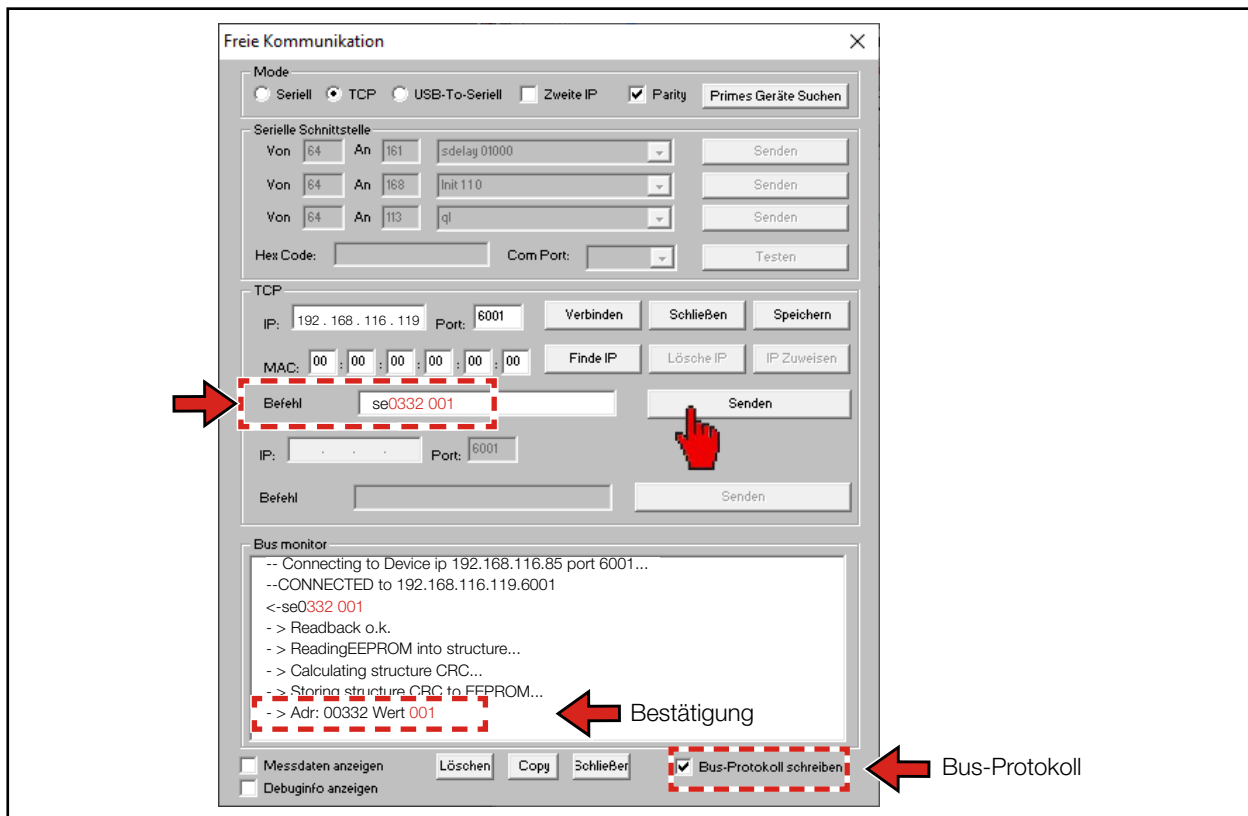 Freie Kommunikation
Mode
Seriell TCP USB-To-Seriell Zweite IP Parity Primes Geräte Suchen
Serielle Schnittstelle
Von 64 An 161 sdelay 01000 Senden
Von 64 An 168 Init 110 Senden
Von 64 An 113 ql Senden
Hex Code: Com Port: Testen
TCP
IP: 192 . 168 . 116 . 119 Port: 6001 Verbinden Schließen Speichern
MAC: 00 : 00 : 00 : 00 : 00 : 00 Finde IP Lösche IP IP Zuweisen
Befehl se0332 001 Senden
IP: . . . Port: 6001
Befehl Senden
Bus monitor
-- Connecting to Device ip 192.168.116.85 port 6001...
--CONNECTED to 192.168.116.119.6001
<-se0332 001
- > Readback o.k.
- > ReadingEEPROM into structure...
- > Calculating structure CRC...
- > Storing structure CRC to EEPROM...
- > Adr: 00332 Wert 001 Bestätigung
Messdaten anzeigen Löschen Copy Schließer Bus-Protokoll schreiben Bus-Protokoll
Debuginfo anzeigen